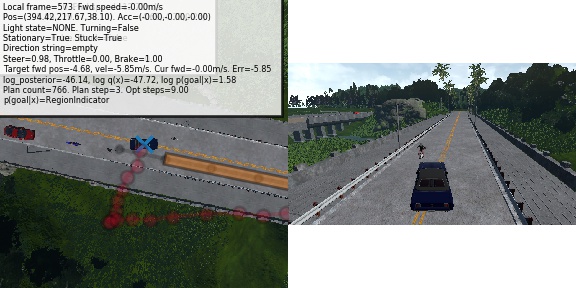 Local frame=573. Fwd speed=-0.00m/s
Pos=(394.42,217.67,38.10). Acc=(-0.00,-0.00,-0.00)
Light state=NONE. Turning=False
Stationary=True. Stuck=True
Direction string=empty
Steer=0.98, Throttle=0.00, Brake=1.00
Target fwd pos=-4.68, vel=-5.85m/s. Cur fwd=-0.00m/s. Err=-5.85
log_posterior=-46.14, log q(x)=-47.72, log p(goal|x)=1.58
Plan count=766. Plan step=3. Opt steps=9.00
p(goal|x)=RegionIndicator